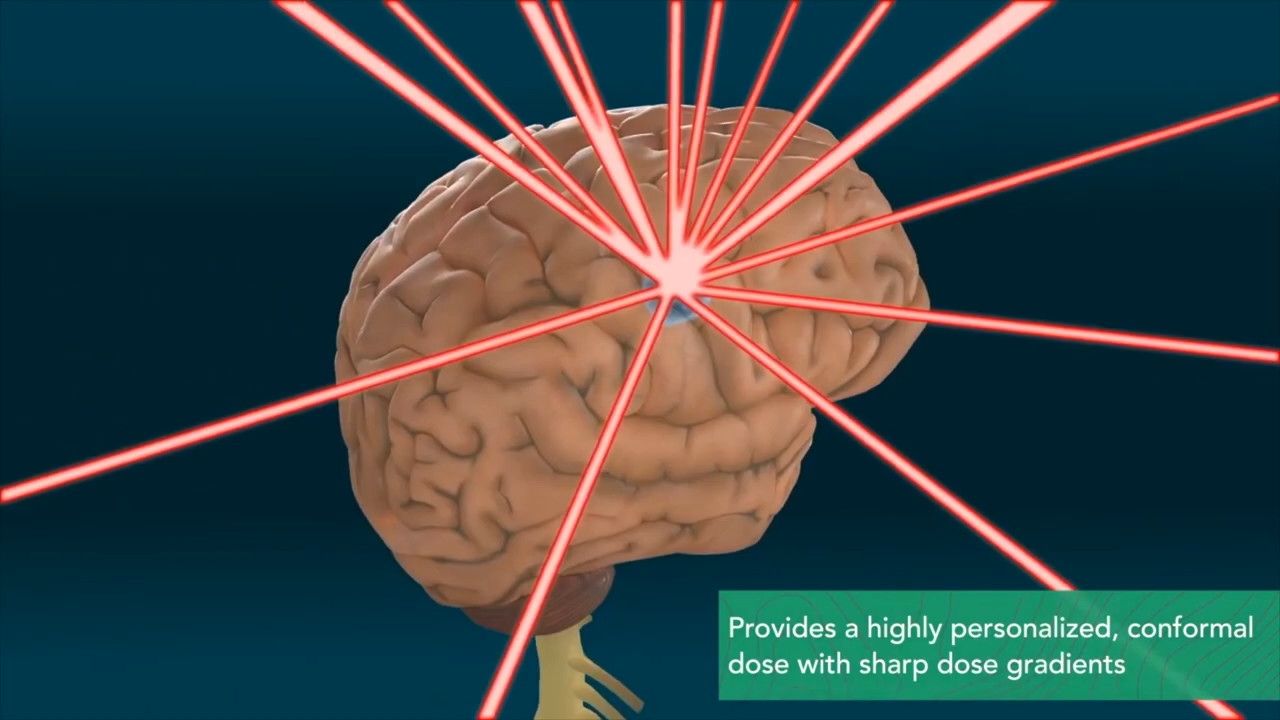 Provides a highly personalized, conformal
dose with sharp dose gradients